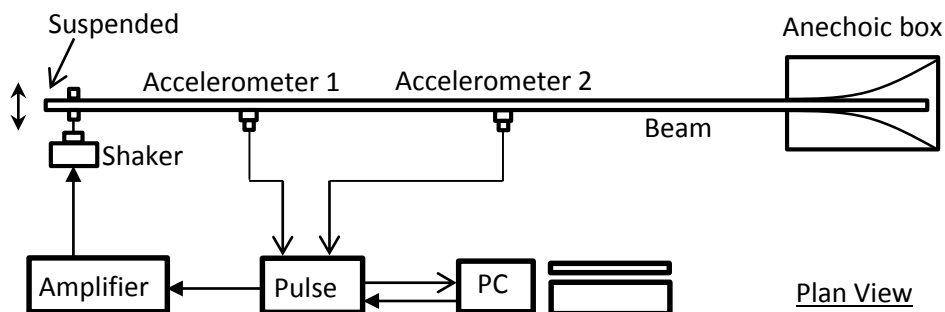 Suspended
Anechoic box
Accelerometer 1
Accelerometer 2
Beam
Shaker
Amplifier
Pulse
PC
Plan View